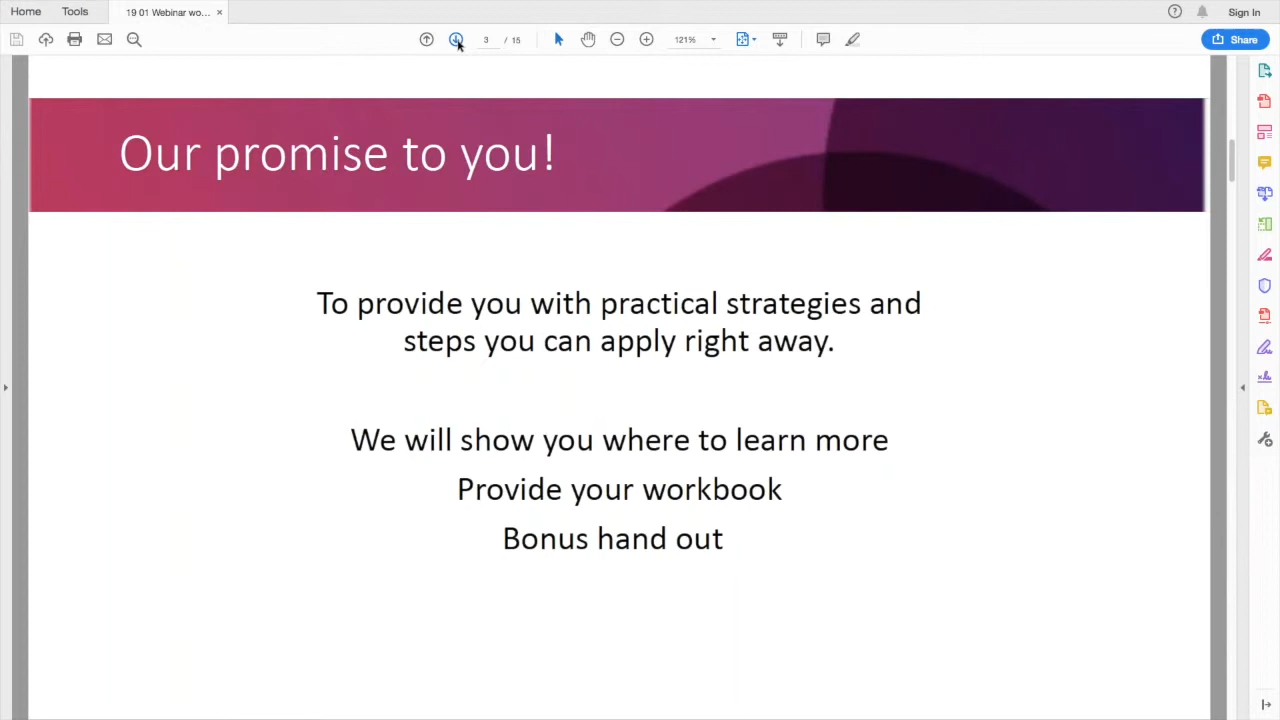 Home Tools 19 01 Webinar wo... × Sign In
3 / 15 121% Share
Our promise to you!
To provide you with practical strategies and
steps you can apply right away.
We will show you where to learn more
Provide your workbook
Bonus hand out